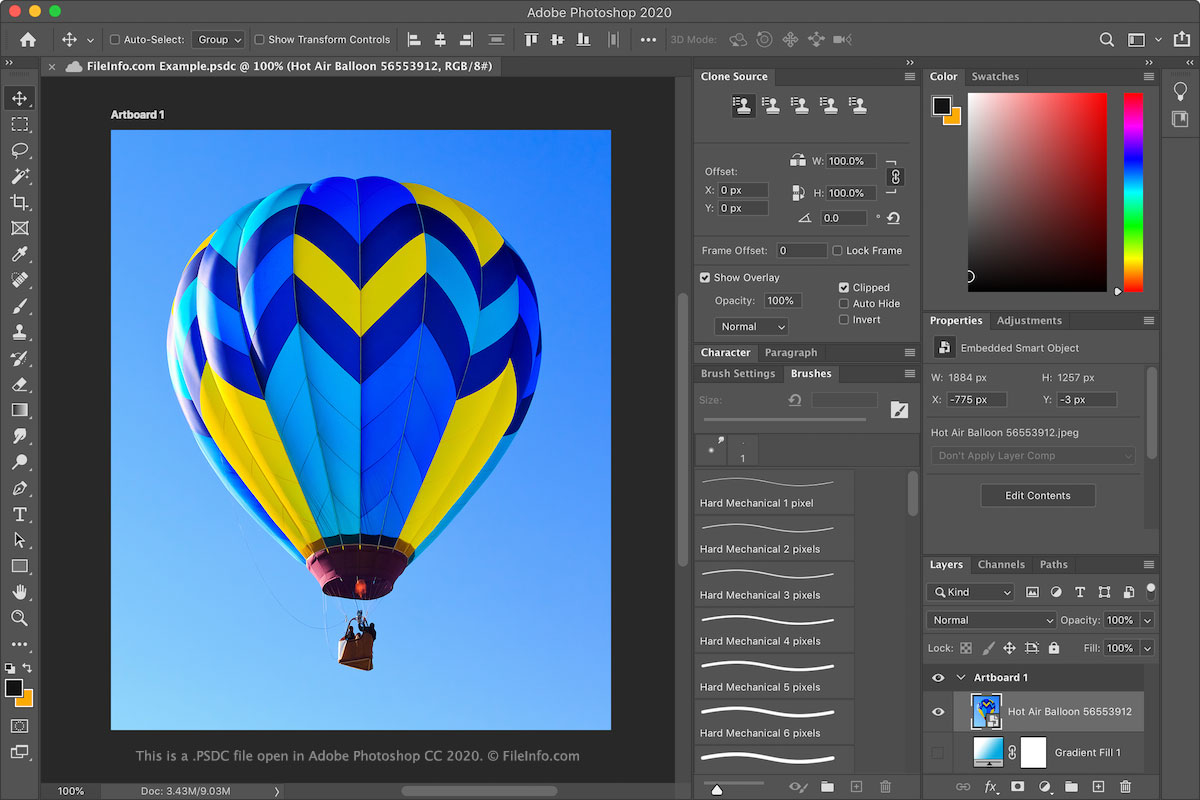 Adobe Photoshop 2020
Auto-Select: Group Show Transform Controls 3D Mode:
FileInfo.com Example.psdc @ 100% (Hot Air Balloon 56553912, RGB/8#)
Artboard 1
This is a .PSDC file open in Adobe Photoshop CC 2020. © FileInfo.com
100% Doc: 3.43M/9.03M
Clone Source
Offset:
W: 100.0%
X: 0 px
H: 100.0%
Y: 0 px
0.0 °
Frame Offset: 0 Lock Frame
Show Overlay
Clipped
Opacity: 100%
Auto Hide
Normal
Invert
Character Paragraph
Brush Settings Brushes
Size:
1
Hard Mechanical 1 pixel
Hard Mechanical 2 pixels
Hard Mechanical 3 pixels
Hard Mechanical 4 pixels
Hard Mechanical 5 pixels
Hard Mechanical 6 pixels
Color Swatches
Properties Adjustments
Embedded Smart Object
W: 1884 px H: 1257 px
X: -775 px Y: -3 px
Hot Air Balloon 56553912.jpeg
Don't Apply Layer Comp
Edit Contents
Layers Channels Paths
Kind
Normal Opacity: 100%
Lock: Fill: 100%
Artboard 1
Hot Air Balloon 56553912
Gradient Fill 1
fx